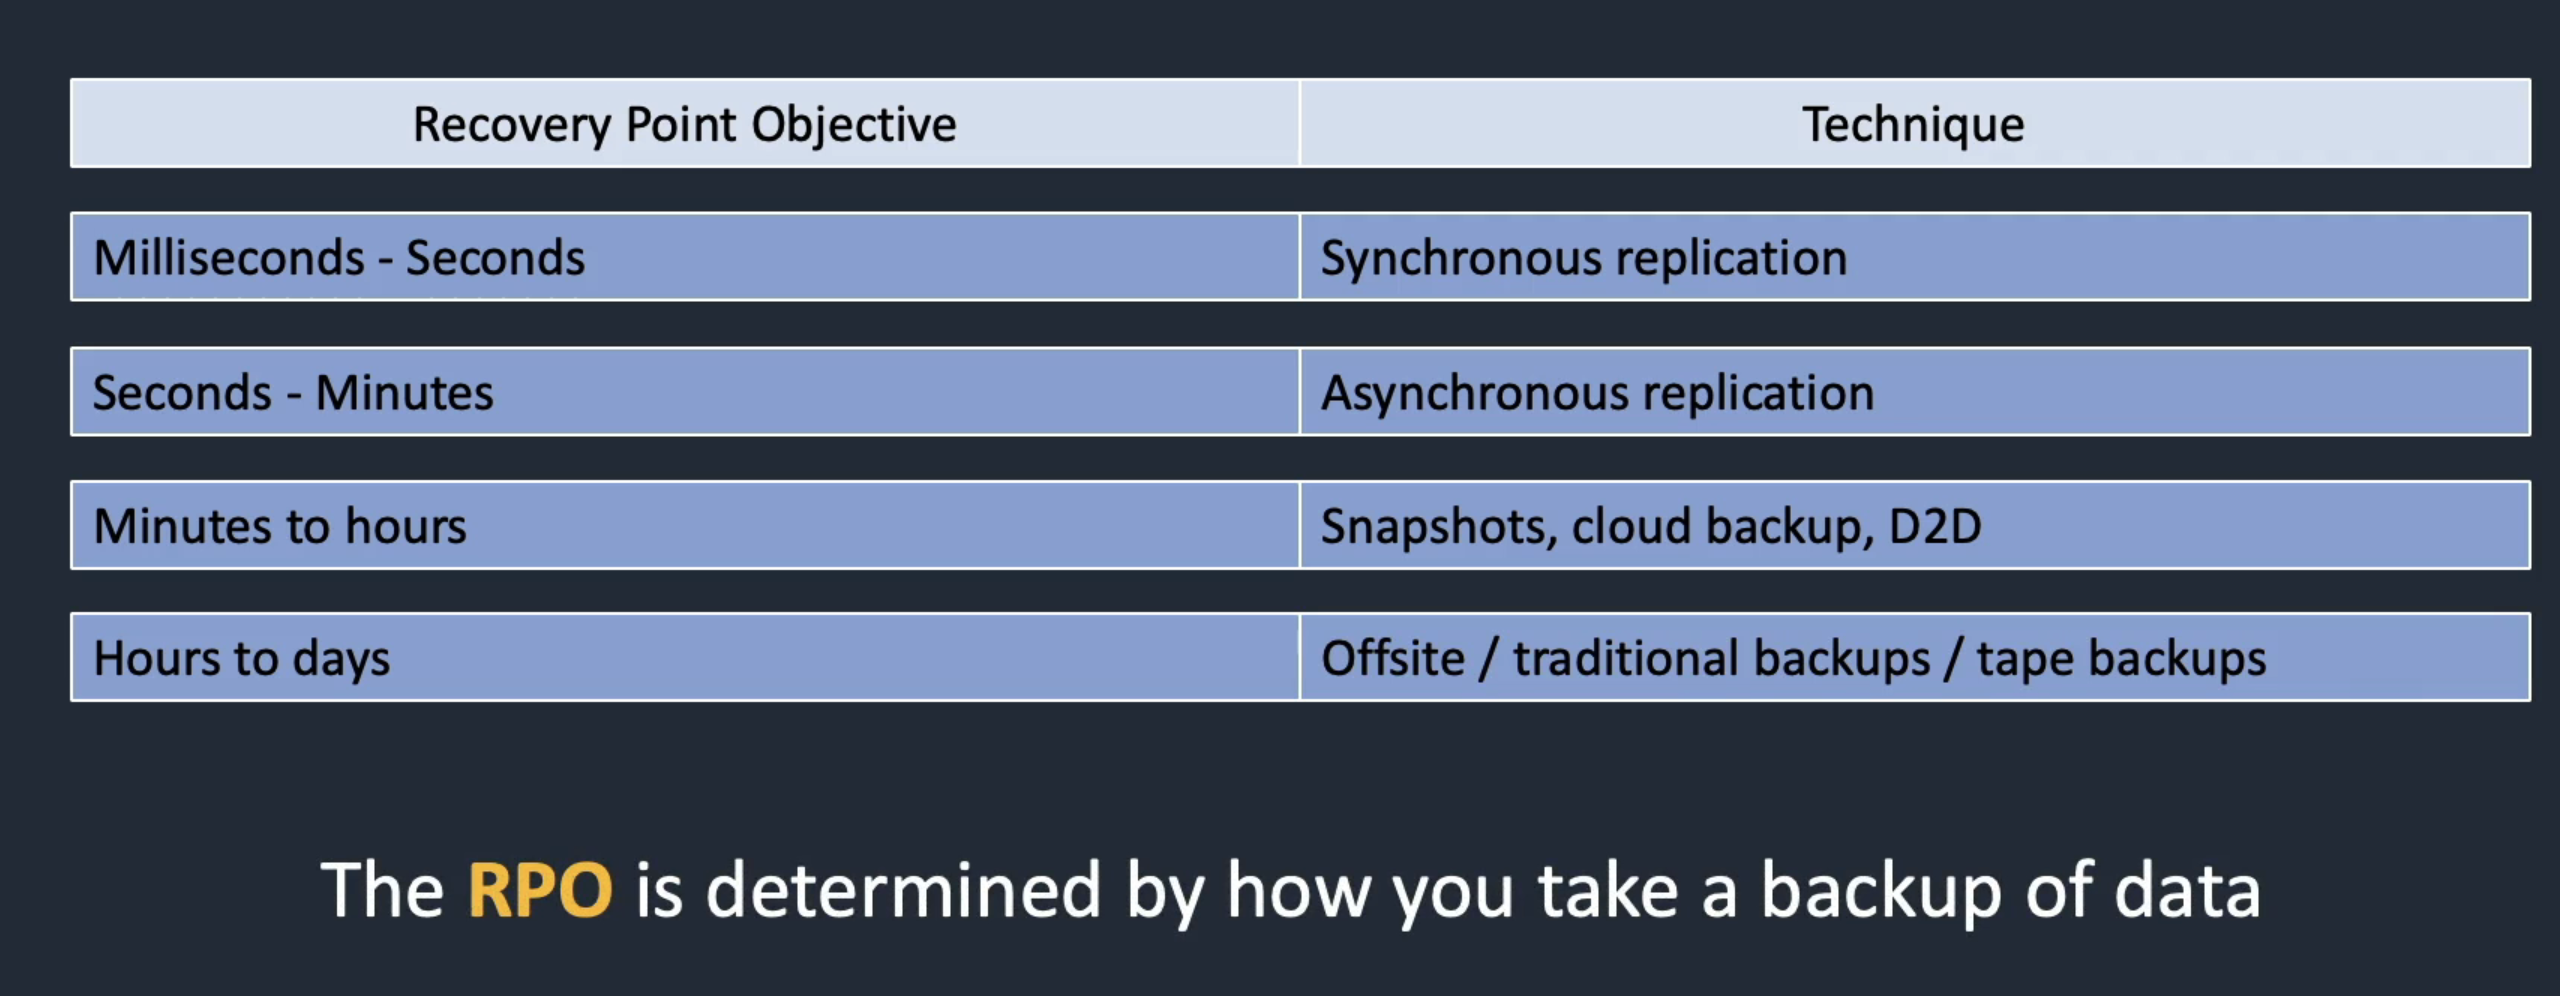 Recovery Point Objective
Technique
Milliseconds - Seconds
Synchronous replication
Seconds - Minutes
Asynchronous replication
Minutes to hours
Snapshots, cloud backup, D2D
Hours to days
Offsite / traditional backups / tape backups
The RPO is determined by how you take a backup of data